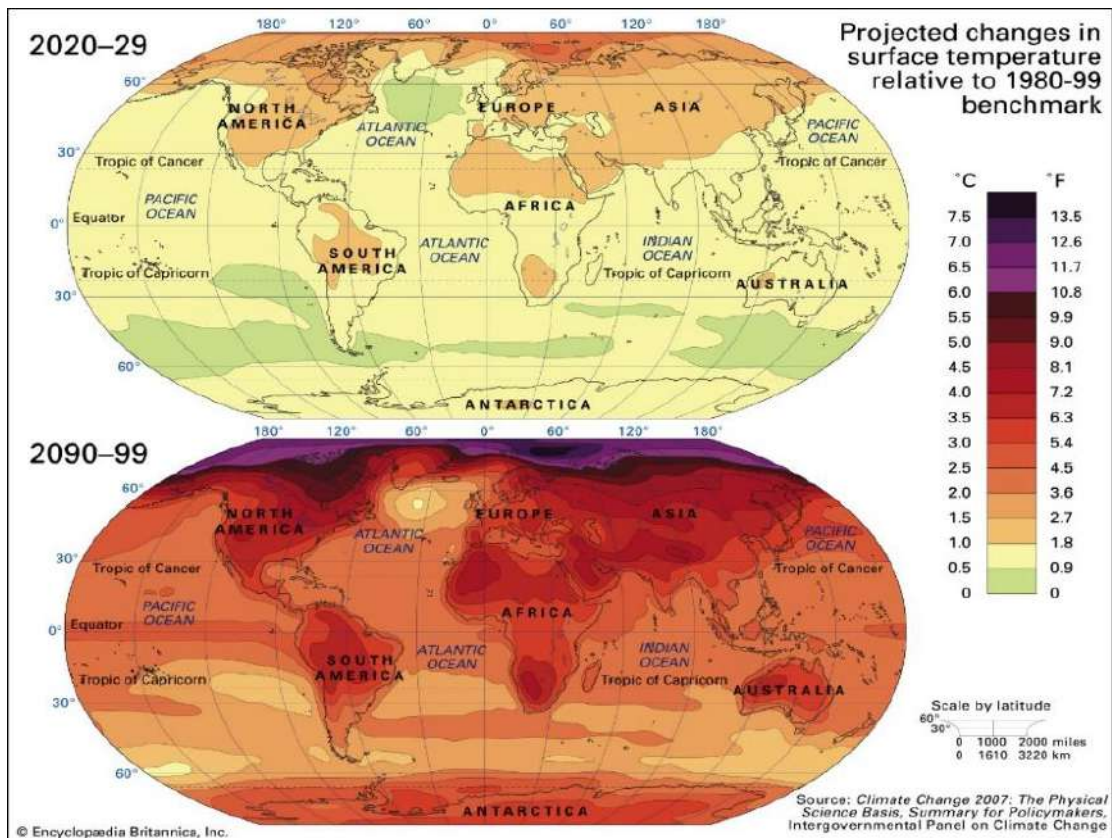 180° 120° 60° 0° 60° 120° 180°
2020–29
Projected changes in
surface temperature
relative to 1980-99
benchmark
60°
NORTH
AMERICA
EUROPE
ASIA
ATLANTIC
OCEAN
PACIFIC
OCEAN
30°
Tropic of Cancer
Tropic of Cancer
PACIFIC
OCEAN
AFRICA
Equator
0°
SOUTH
AMERICA
ATLANTIC
OCEAN
INDIAN
OCEAN
Tropic of Capricorn
Tropic of Capricorn
AUSTRALIA
30°
60°
ANTARCTICA
°C °F
7.5 13.5
7.0 12.6
6.5 11.7
6.0 10.8
5.5 9.9
5.0 9.0
4.5 8.1
4.0 7.2
3.5 6.3
3.0 5.4
2.5 4.5
2.0 3.6
1.5 2.7
1.0 1.8
0.5 0.9
0 0
180° 120° 60° 0° 60° 120° 180°
2090–99
60°
NORTH
AMERICA
EUROPE
ASIA
ATLANTIC
OCEAN
PACIFIC
OCEAN
30°
Tropic of Cancer
Tropic of Cancer
PACIFIC
OCEAN
AFRICA
Equator
0°
SOUTH
AMERICA
ATLANTIC
OCEAN
INDIAN
OCEAN
Tropic of Capricorn
Tropic of Capricorn
AUSTRALIA
30°
60°
ANTARCTICA
Scale by latitude
60°
30°
0 1000 2000 miles
0 1610 3220 km
Source: Climate Change 2007: The Physical
Science Basis, Summary for Policymakers,
Intergovernmental Panel on Climate Change
© Encyclopædia Britannica, Inc.